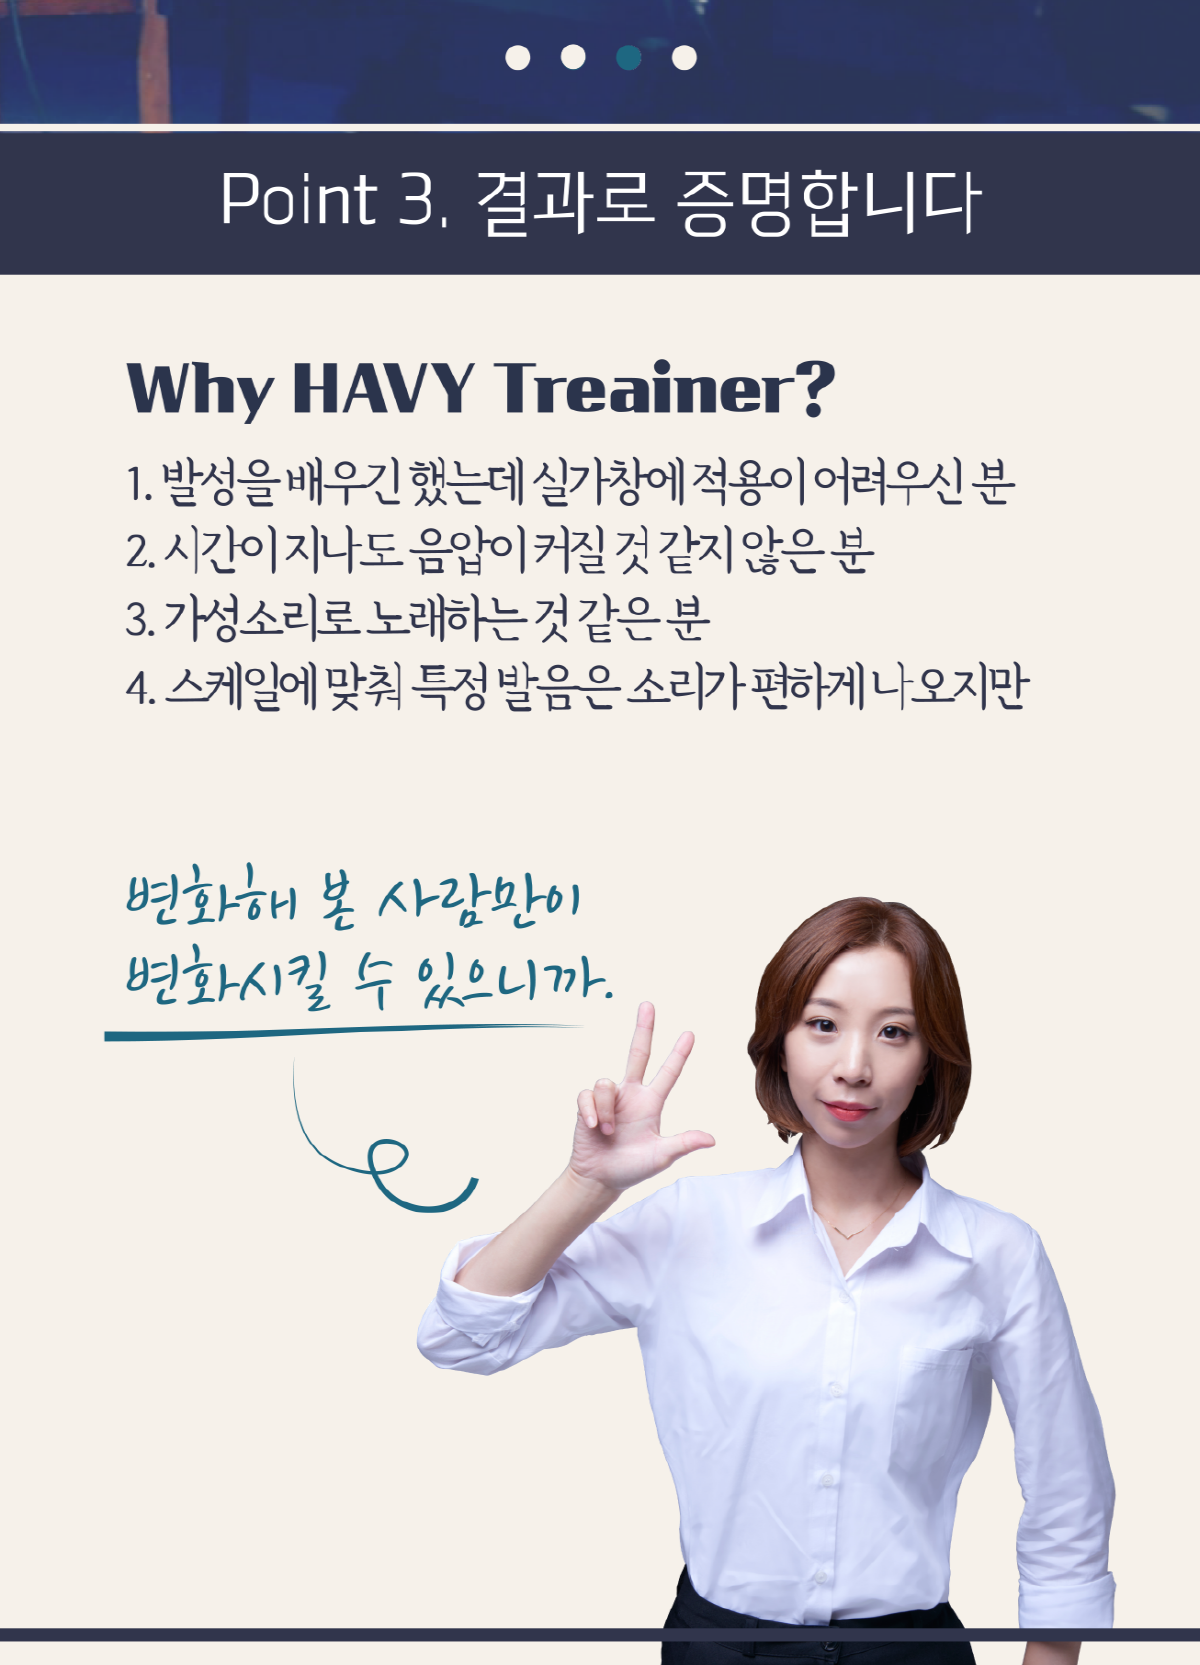 Point 3. 결과로 증명합니다
Why HAVY Treainer?
1. 발성을 배우긴 했는데 실가창에 적용이 어려우신 분
2. 시간이 지나도 음압이 커질 것 같지 않은 분
3. 가성소리로 노래하는 것 같은 분
4. 스케일에 맞춰 특정 발음은 소리가 편하게 나오지만
변화해 본 사람만이
변화시킬 수 있으니까.